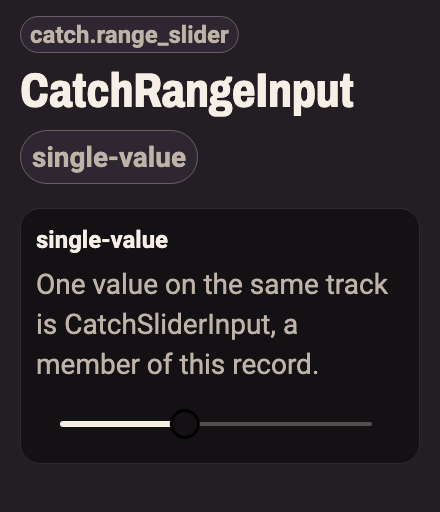 catch.range_slider
CatchRangeInput
single-value
single-value
One value on the same track
is CatchSliderInput, a
member of this record.